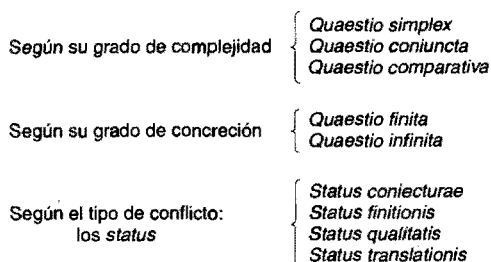 Según su grado de complejidad
Quaestio simplex
Quaestio coniuncta
Quaestio comparativa
Según su grado de concreción
Quaestio finita
Quaestio infinita
Según el tipo de conflicto:
los status
Status coniecturae
Status finitionis
Status qualitatis
Status translationis